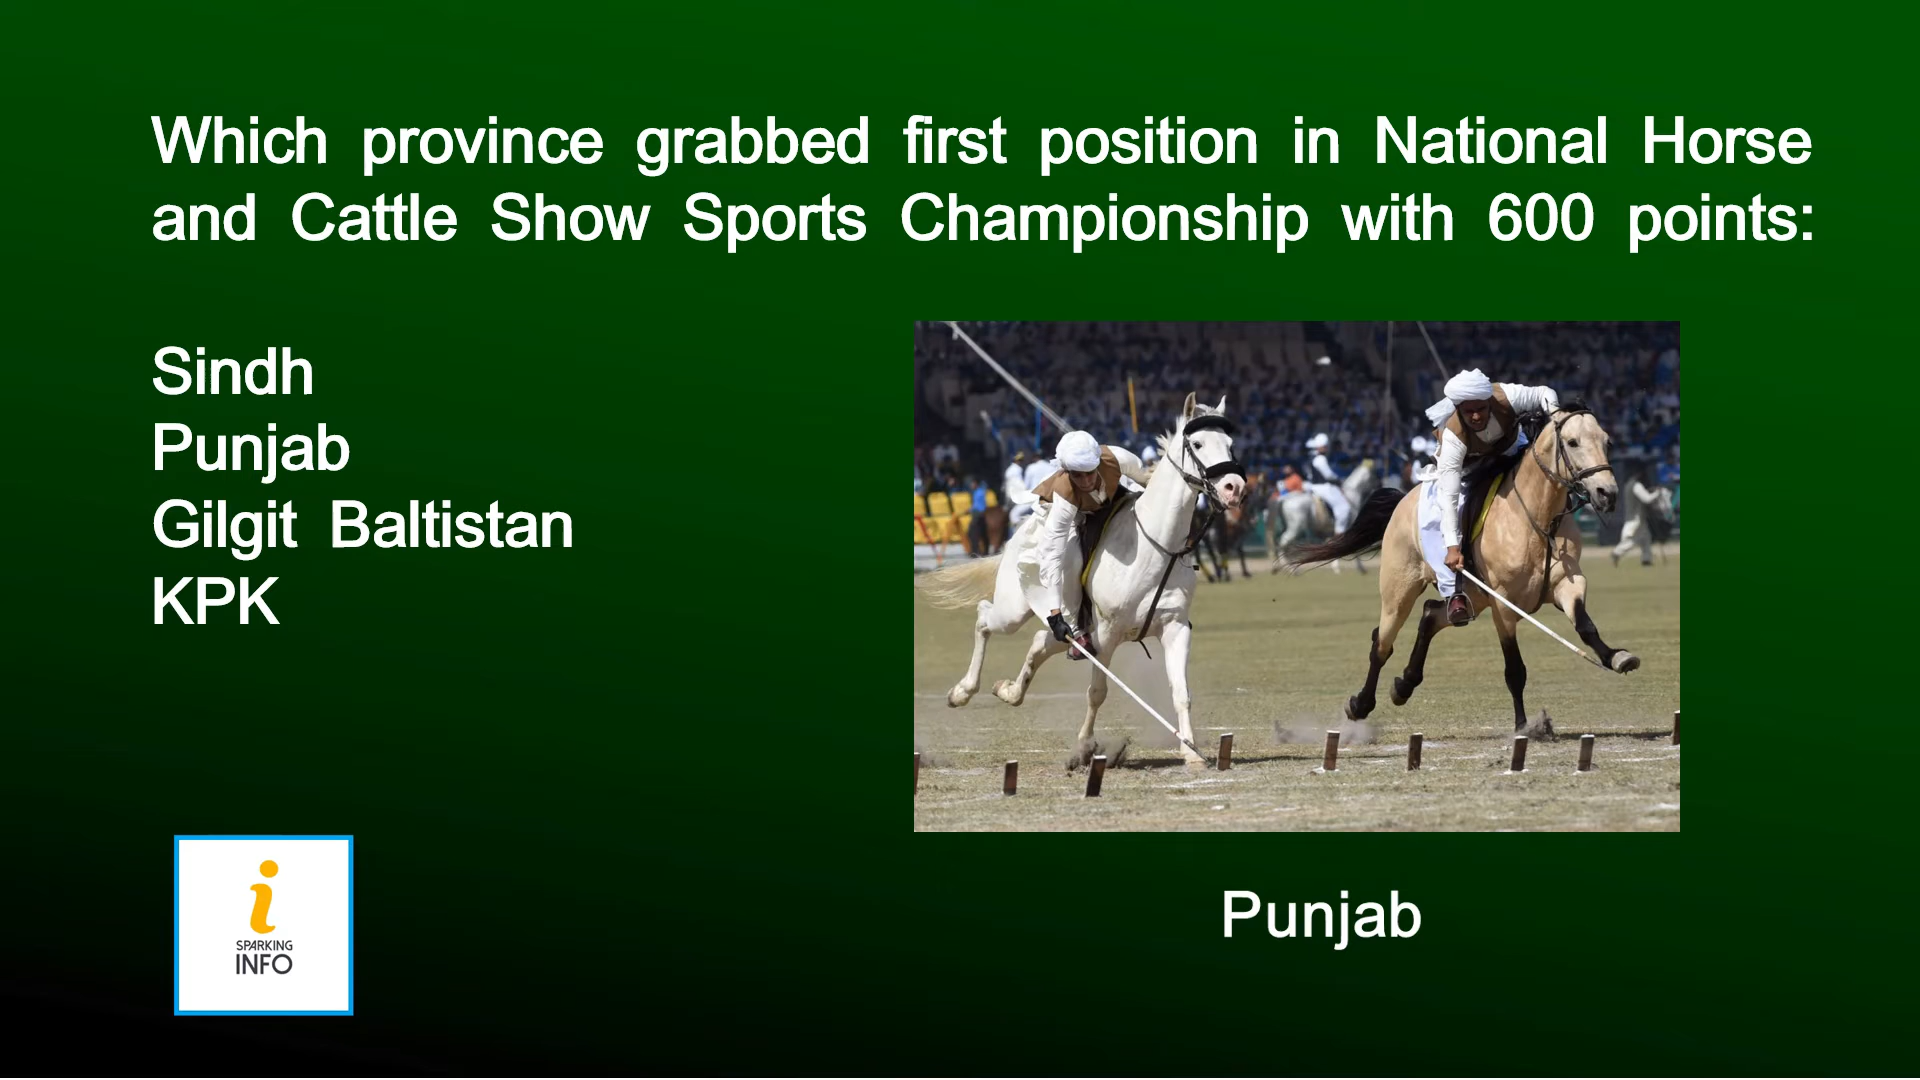 Which province grabbed first position in National Horse
and Cattle Show Sports Championship with 600 points:
Sindh
Punjab
Gilgit Baltistan
KPK
Punjab
i
SPARKING
INFO